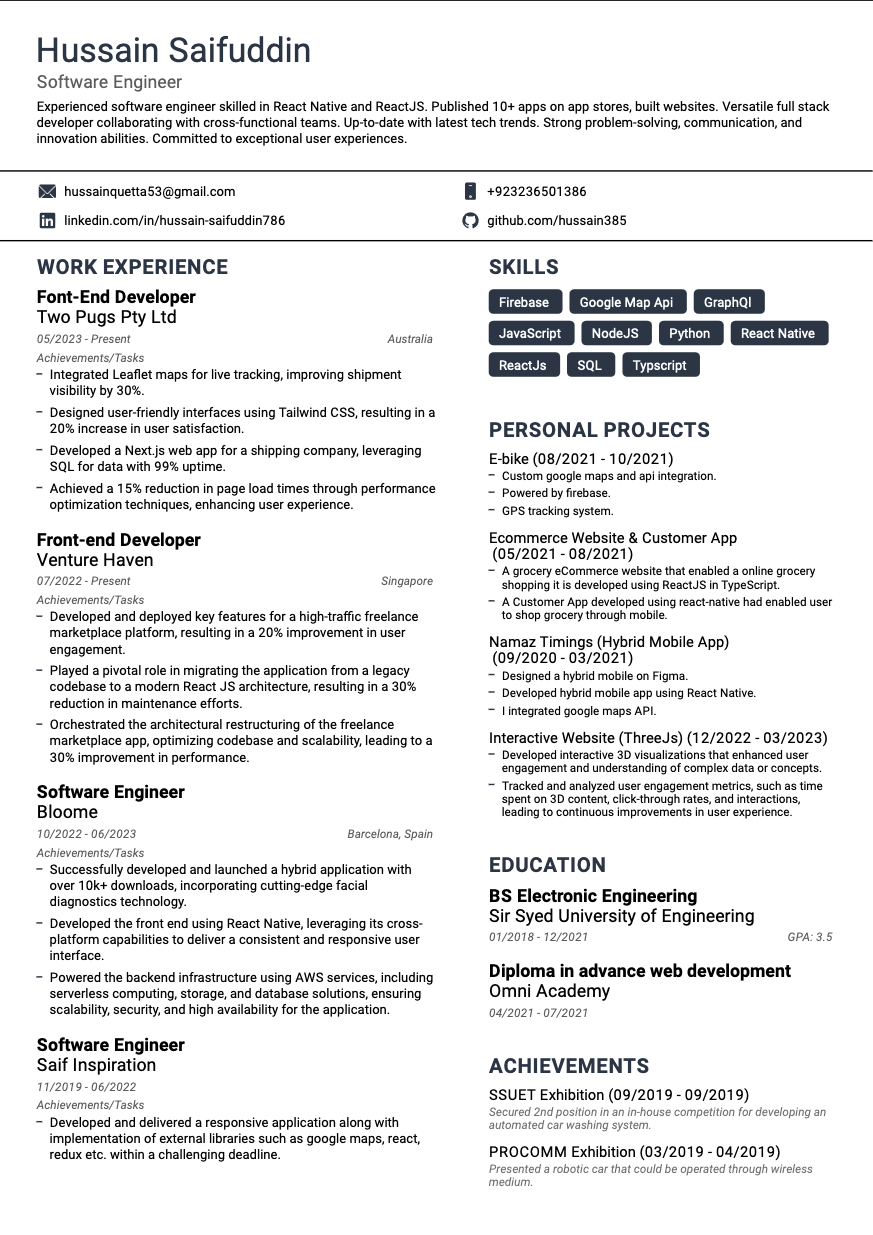 Hussain Saifuddin
Software Engineer
Experienced software engineer skilled in React Native and ReactJS. Published 10+ apps on app stores, built websites. Versatile full stack
developer collaborating with cross-functional teams. Up-to-date with latest tech trends. Strong problem-solving, communication, and
innovation abilities. Committed to exceptional user experiences.
hussainquetta53@gmail.com
+923236501386
linkedin.com/in/hussain-saifuddin786
github.com/hussain385
WORK EXPERIENCE
Font-End Developer
Two Pugs Pty Ltd
05/2023 - Present
Australia
Achievements/Tasks
– Integrated Leaflet maps for live tracking, improving shipment
visibility by 30%.
– Designed user-friendly interfaces using Tailwind CSS, resulting in a
20% increase in user satisfaction.
– Developed a Next.js web app for a shipping company, leveraging
SQL for data with 99% uptime.
– Achieved a 15% reduction in page load times through performance
optimization techniques, enhancing user experience.
Front-end Developer
Venture Haven
07/2022 - Present
Singapore
Achievements/Tasks
– Developed and deployed key features for a high-traffic freelance
marketplace platform, resulting in a 20% improvement in user
engagement.
– Played a pivotal role in migrating the application from a legacy
codebase to a modern React JS architecture, resulting in a 30%
reduction in maintenance efforts.
– Orchestrated the architectural restructuring of the freelance
marketplace app, optimizing codebase and scalability, leading to a
30% improvement in performance.
Software Engineer
Bloome
10/2022 - 06/2023
Barcelona, Spain
Achievements/Tasks
– Successfully developed and launched a hybrid application with
over 10k+ downloads, incorporating cutting-edge facial
diagnostics technology.
– Developed the front end using React Native, leveraging its cross-
platform capabilities to deliver a consistent and responsive user
interface.
– Powered the backend infrastructure using AWS services, including
serverless computing, storage, and database solutions, ensuring
scalability, security, and high availability for the application.
Software Engineer
Saif Inspiration
11/2019 - 06/2022
Achievements/Tasks
– Developed and delivered a responsive application along with
implementation of external libraries such as google maps, react,
redux etc. within a challenging deadline.
SKILLS
Firebase
Google Map Api
GraphQl
JavaScript
NodeJS
Python
React Native
ReactJs
SQL
Typscript
PERSONAL PROJECTS
E-bike (08/2021 - 10/2021)
– Custom google maps and api integration.
– Powered by firebase.
– GPS tracking system.
Ecommerce Website & Customer App
(05/2021 - 08/2021)
– A grocery eCommerce website that enabled a online grocery
shopping it is developed using ReactJS in TypeScript.
– A Customer App developed using react-native had enabled user
to shop grocery through mobile.
Namaz Timings (Hybrid Mobile App)
(09/2020 - 03/2021)
– Designed a hybrid mobile on Figma.
– Developed hybrid mobile app using React Native.
– I integrated google maps API.
Interactive Website (ThreeJs) (12/2022 - 03/2023)
– Developed interactive 3D visualizations that enhanced user
engagement and understanding of complex data or concepts.
– Tracked and analyzed user engagement metrics, such as time
spent on 3D content, click-through rates, and interactions,
leading to continuous improvements in user experience.
EDUCATION
BS Electronic Engineering
Sir Syed University of Engineering
01/2018 - 12/2021
GPA: 3.5
Diploma in advance web development
Omni Academy
04/2021 - 07/2021
ACHIEVEMENTS
SSUET Exhibition (09/2019 - 09/2019)
Secured 2nd position in an in-house competition for developing an
automated car washing system.
PROCOMM Exhibition (03/2019 - 04/2019)
Presented a robotic car that could be operated through wireless
medium.